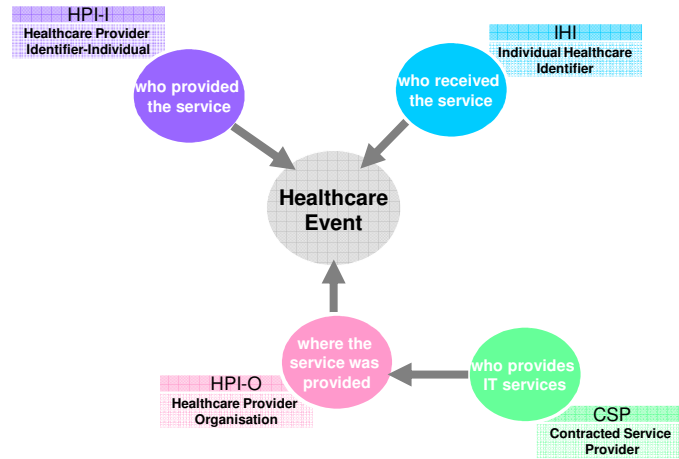 HPI-I
Healthcare Provider
Identifier-Individual
who provided
the service
IHI
Individual Healthcare
Identifier
who received
the service
Healthcare
Event
where the
service was
provided
HPI-O
Healthcare Provider
Organisation
who provides
IT services
CSP
Contracted Service
Provider